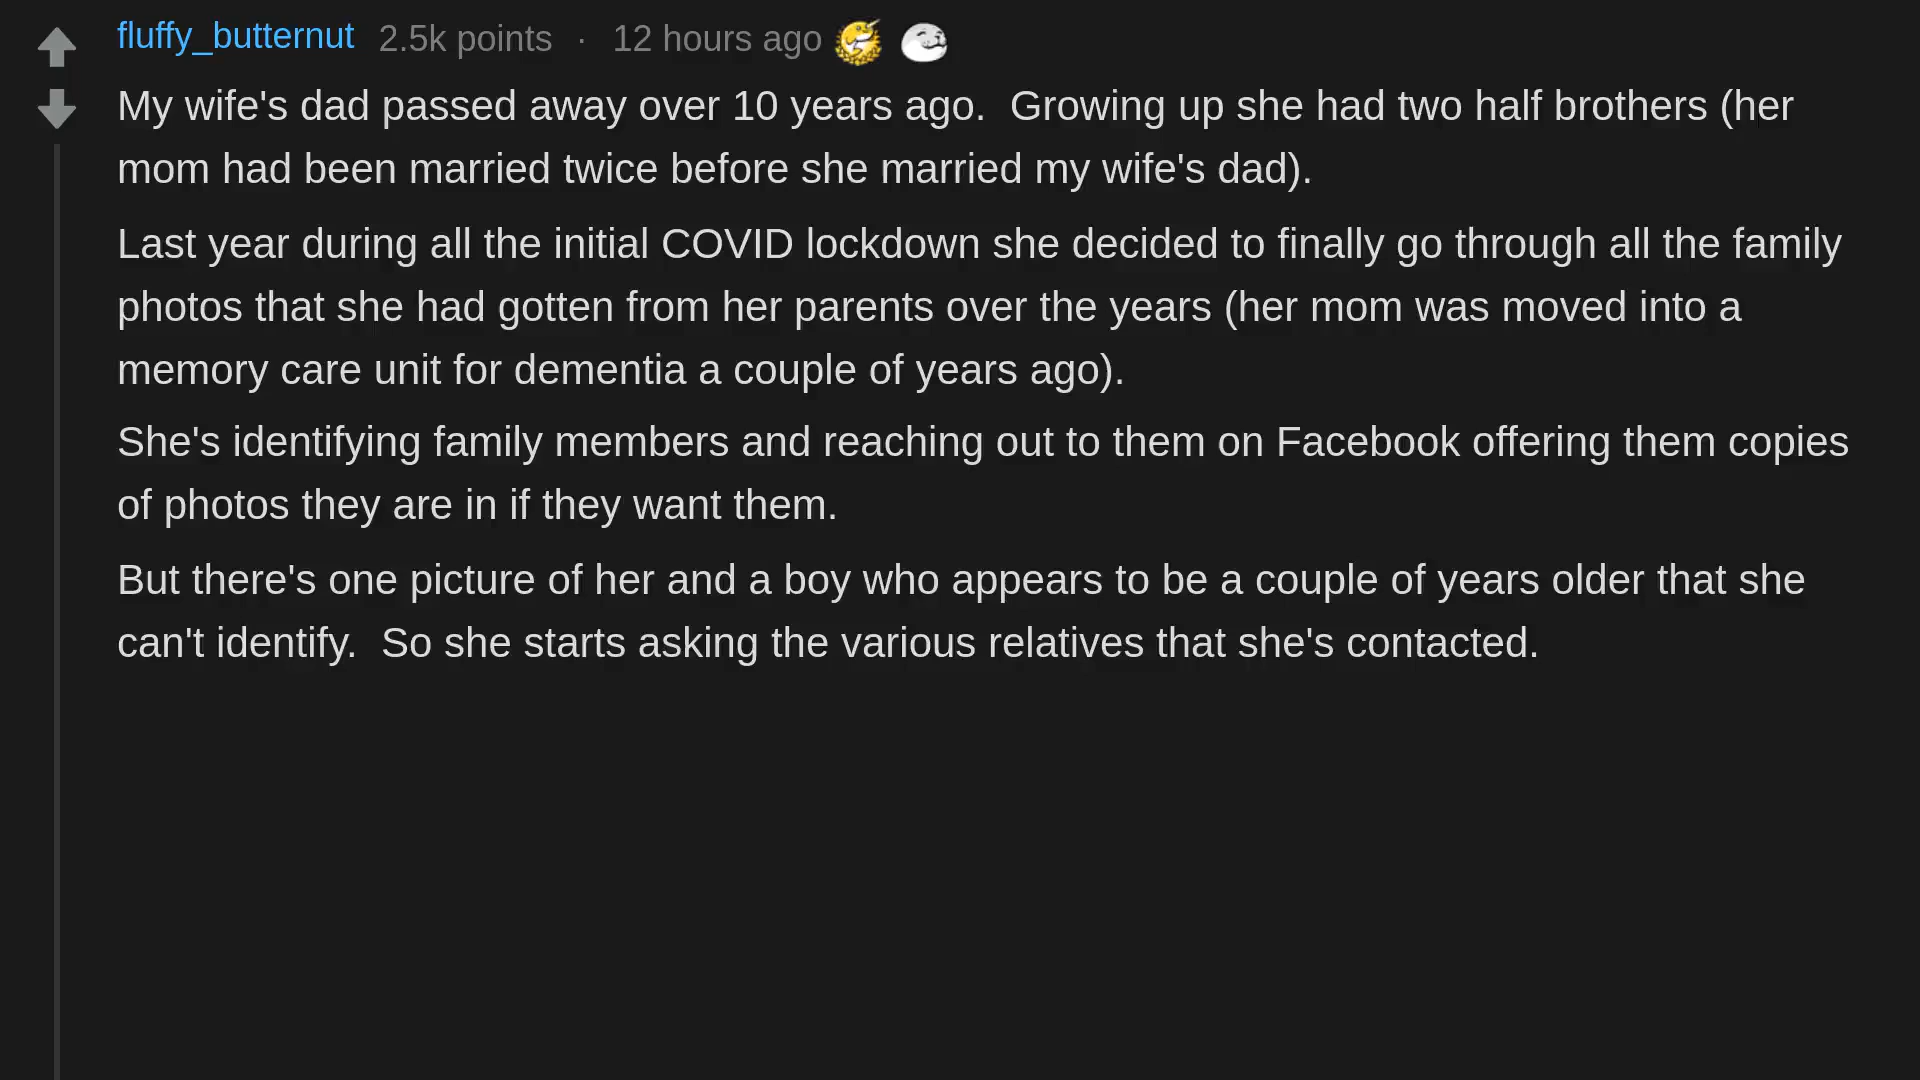 fluffy_butternut 2.5k points · 12 hours ago
My wife's dad passed away over 10 years ago.  Growing up she had two half brothers (her
mom had been married twice before she married my wife's dad).
Last year during all the initial COVID lockdown she decided to finally go through all the family
photos that she had gotten from her parents over the years (her mom was moved into a
memory care unit for dementia a couple of years ago).
She's identifying family members and reaching out to them on Facebook offering them copies
of photos they are in if they want them.
But there's one picture of her and a boy who appears to be a couple of years older that she
can't identify.  So she starts asking the various relatives that she's contacted.